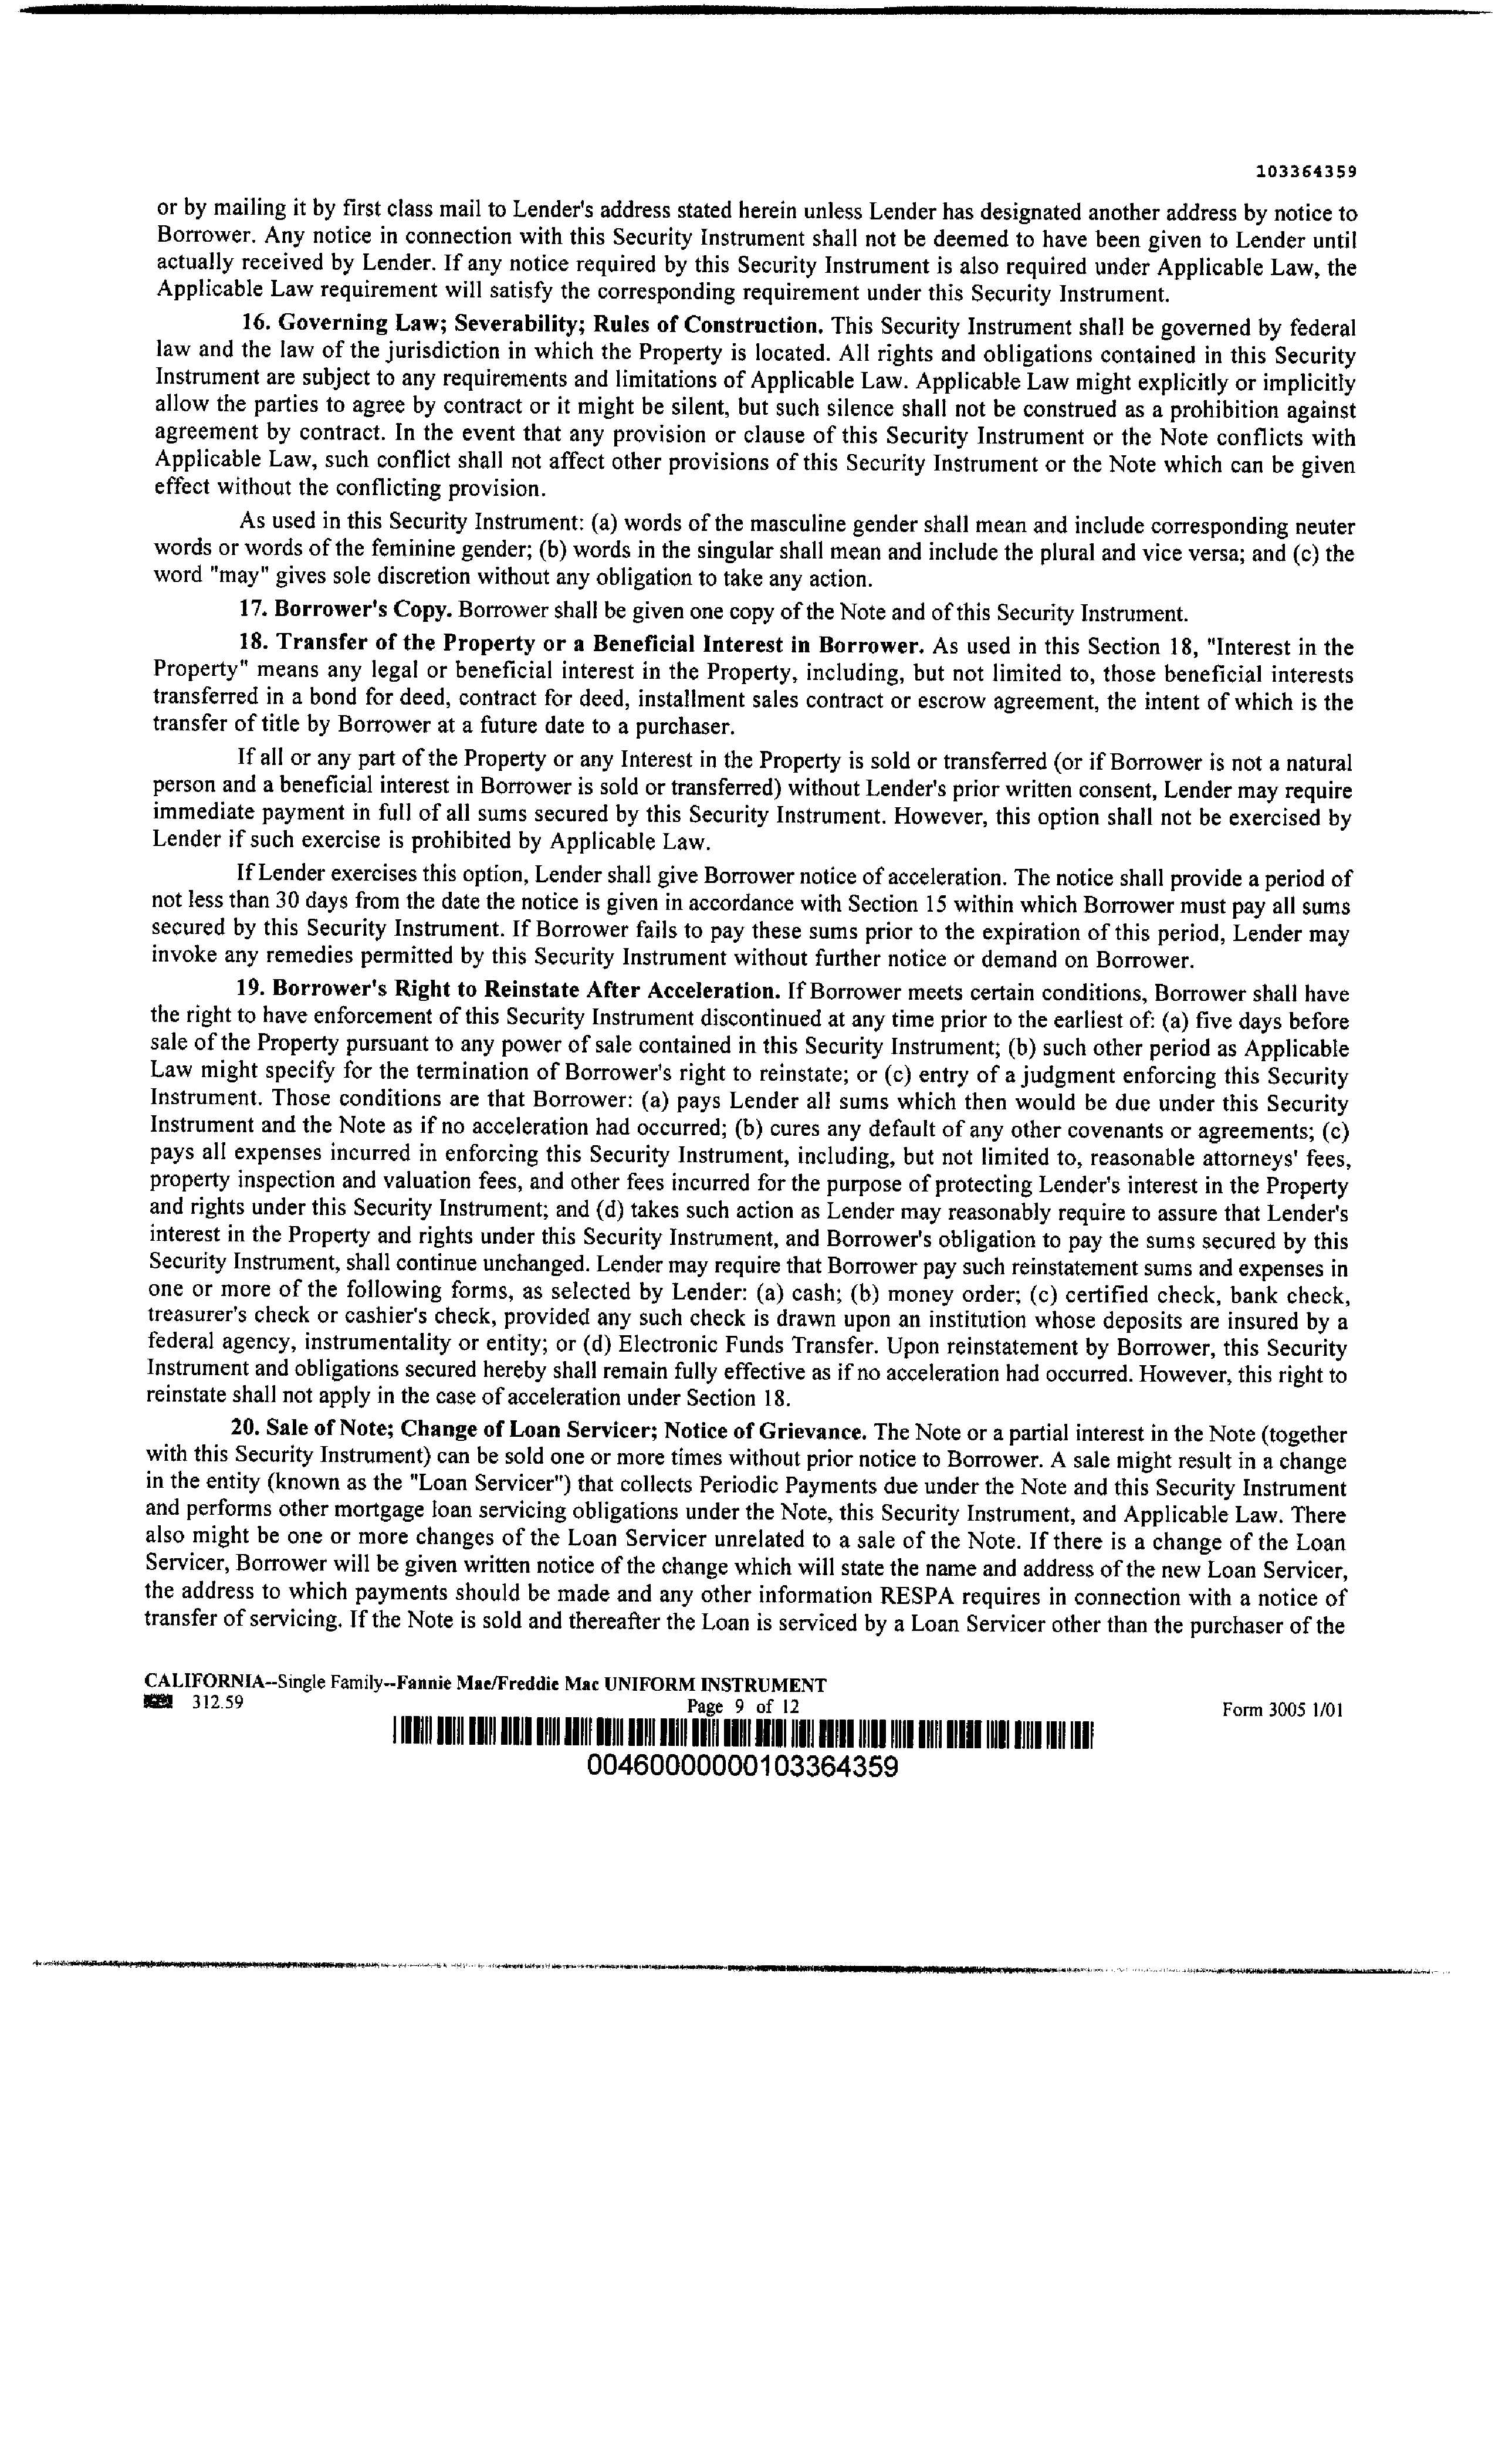 103364359
or by mailing it by first class mail to Lender's address stated herein unless Lender has designated another address by notice to
Borrower. Any notice in connection with this Security Instrument shall not be deemed to have been given to Lender until
actually received by Lender. If any notice required by this Security Instrument is also required under Applicable Law, the
Applicable Law requirement will satisfy the corresponding requirement under this Security Instrument.
16. Governing Law; Severability; Rules of Construction. This Security Instrument shall be governed by federal
law and the law of the jurisdiction in which the Property is located. All rights and obligations contained in this Security
Instrument are subject to any requirements and limitations of Applicable Law. Applicable Law might explicitly or implicitly
allow the parties to agree by contract or it might be silent, but such silence shall not be construed as a prohibition against
agreement by contract. In the event that any provision or clause of this Security Instrument or the Note conflicts with
Applicable Law, such conflict shall not affect other provisions of this Security Instrument or the Note which can be given
effect without the conflicting provision.
As used in this Security Instrument: (a) words of the masculine gender shall mean and include corresponding neuter
words or words of the feminine gender; (b) words in the singular shall mean and include the plural and vice versa; and (c) the
word "may" gives sole discretion without any obligation to take any action.
17. Borrower's Copy. Borrower shall be given one copy of the Note and of this Security Instrument.
18. Transfer of the Property or a Beneficial Interest in Borrower. As used in this Section 18, "Interest in the
Property" means any legal or beneficial interest in the Property, including, but not limited to, those beneficial interests
transferred in a bond for deed, contract for deed, installment sales contract or escrow agreement, the intent of which is the
transfer of title by Borrower at a future date to a purchaser.
If all or any part of the Property or any Interest in the Property is sold or transferred (or if Borrower is not a natural
person and a beneficial interest in Borrower is sold or transferred) without Lender's prior written consent, Lender may require
immediate payment in full of all sums secured by this Security Instrument. However, this option shall not be exercised by
Lender if such exercise is prohibited by Applicable Law.
If Lender exercises this option, Lender shall give Borrower notice of acceleration. The notice shall provide a period of
not less than 30 days from the date the notice is given in accordance with Section 15 within which Borrower must pay all sums
secured by this Security Instrument. If Borrower fails to pay these sums prior to the expiration of this period, Lender may
invoke any remedies permitted by this Security Instrument without further notice or demand on Borrower.
19. Borrower's Right to Reinstate After Acceleration. If Borrower meets certain conditions, Borrower shall have
the right to have enforcement of this Security Instrument discontinued at any time prior to the earliest of: (a) five days before
sale of the Property pursuant to any power of sale contained in this Security Instrument; (b) such other period as Applicable
Law might specify for the termination of Borrower's right to reinstate; or (c) entry of a judgment enforcing this Security
Instrument. Those conditions are that Borrower: (a) pays Lender all sums which then would be due under this Security
Instrument and the Note as if no acceleration had occurred; (b) cures any default of any other covenants or agreements; (c)
pays all expenses incurred in enforcing this Security Instrument, including, but not limited to, reasonable attorneys' fees,
property inspection and valuation fees, and other fees incurred for the purpose of protecting Lender's interest in the Property
and rights under this Security Instrument; and (d) takes such action as Lender may reasonably require to assure that Lender's
interest in the Property and rights under this Security Instrument, and Borrower's obligation to pay the sums secured by this
Security Instrument, shall continue unchanged. Lender may require that Borrower pay such reinstatement sums and expenses in
one or more of the following forms, as selected by Lender: (a) cash; (b) money order; (c) certified check, bank check,
treasurer's check or cashier's check, provided any such check is drawn upon an institution whose deposits are insured by a
federal agency, instrumentality or entity; or (d) Electronic Funds Transfer. Upon reinstatement by Borrower, this Security
Instrument and obligations secured hereby shall remain fully effective as if no acceleration had occurred. However, this right to
reinstate shall not apply in the case of acceleration under Section 18.
20. Sale of Note; Change of Loan Servicer; Notice of Grievance. The Note or a partial interest in the Note (together
with this Security Instrument) can be sold one or more times without prior notice to Borrower. A sale might result in a change
in the entity (known as the "Loan Servicer") that collects Periodic Payments due under the Note and this Security Instrument
and performs other mortgage loan servicing obligations under the Note, this Security Instrument, and Applicable Law. There
also might be one or more changes of the Loan Servicer unrelated to a sale of the Note. If there is a change of the Loan
Servicer, Borrower will be given written notice of the change which will state the name and address of the new Loan Servicer,
the address to which payments should be made and any other information RESPA requires in connection with a notice of
transfer of servicing. If the Note is sold and thereafter the Loan is serviced by a Loan Servicer other than the purchaser of the
CALIFORNIA--Single Family--Fannie Mae/Freddie Mac UNIFORM INSTRUMENT
312.59 Page 9 of 12 Form 3005 1/01
00460000000103364359